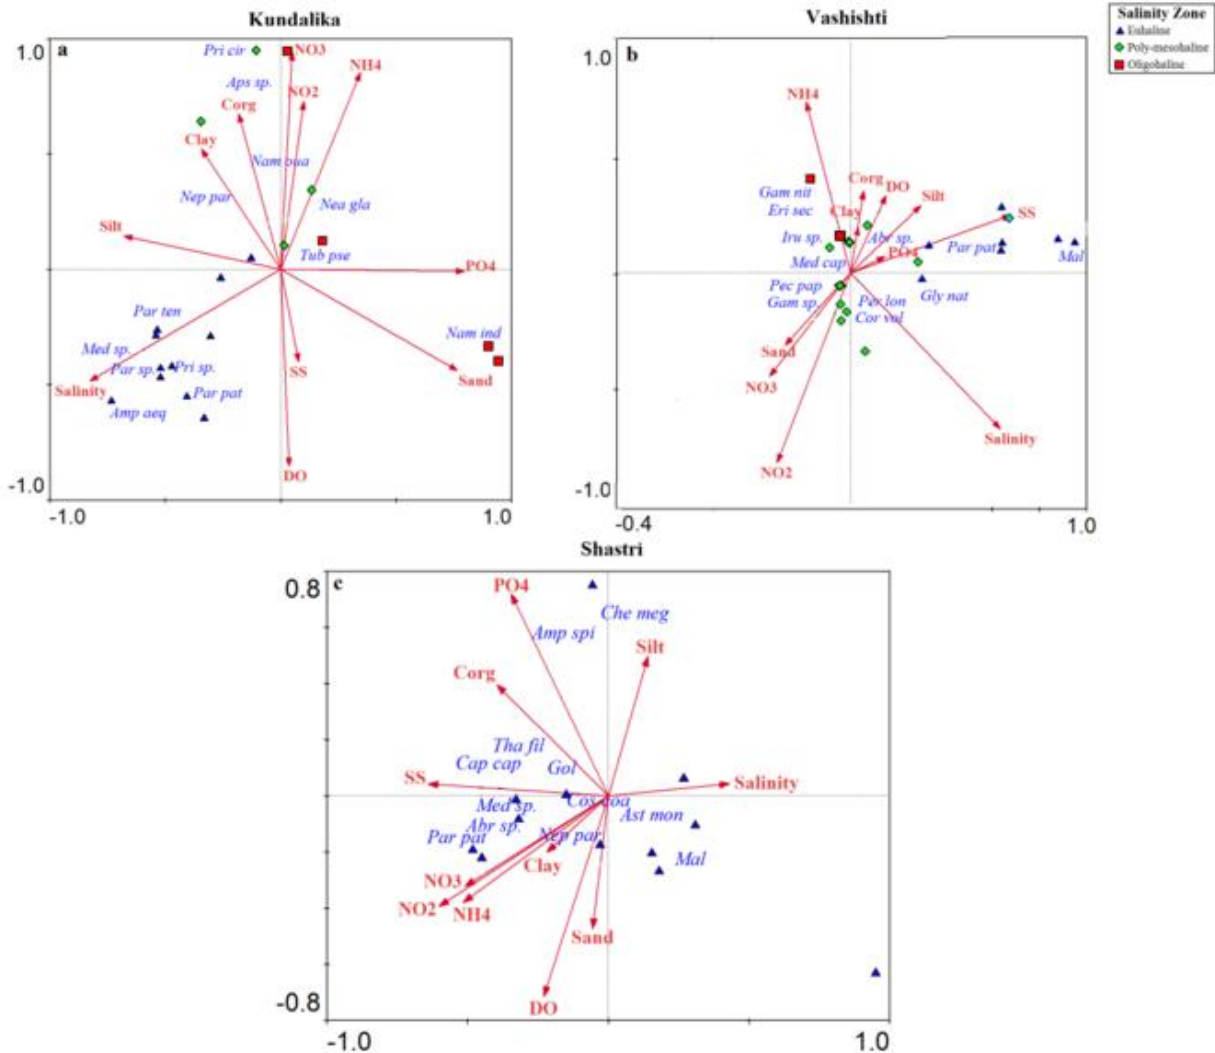 Kundalika
1.0
a
Pri cir
NO3
NH4
Aps sp.
NO2
Corg
Clay
Nep par
Nea gla
Silt
Tub pse
PO4
Par ten
Nam ind
Med sp.
Par sp.
Pri sp.
SS
Sand
Salinity
Par pat
Amp aeq
DO
-1.0
-1.0
1.0
Vashishti
1.0
b
NH4
Corg
DO
Gam nit
Silt
Eri sec
Clay
SS
Iru sp.
Abr sp.
Par pat
Mal
Med cap
PO4
Pec pap
Gly nat
Gam sp.
Per lon
Cor vol
Sand
NO3
Salinity
NO2
-1.0
-0.4
1.0
Salinity Zone
Euhaline
Poly-mesohaline
Oligohaline
Shastri
0.8
c
PO4
Che meg
Amp spi
Silt
Corg
Tha fil
Cap cap
Gol
SS
Salinity
Med sp.
Ast mon
Abr sp.
Par pat
Nep par
Clay
Mal
NO3
NO2
NH4
Sand
DO
-0.8
-1.0
1.0